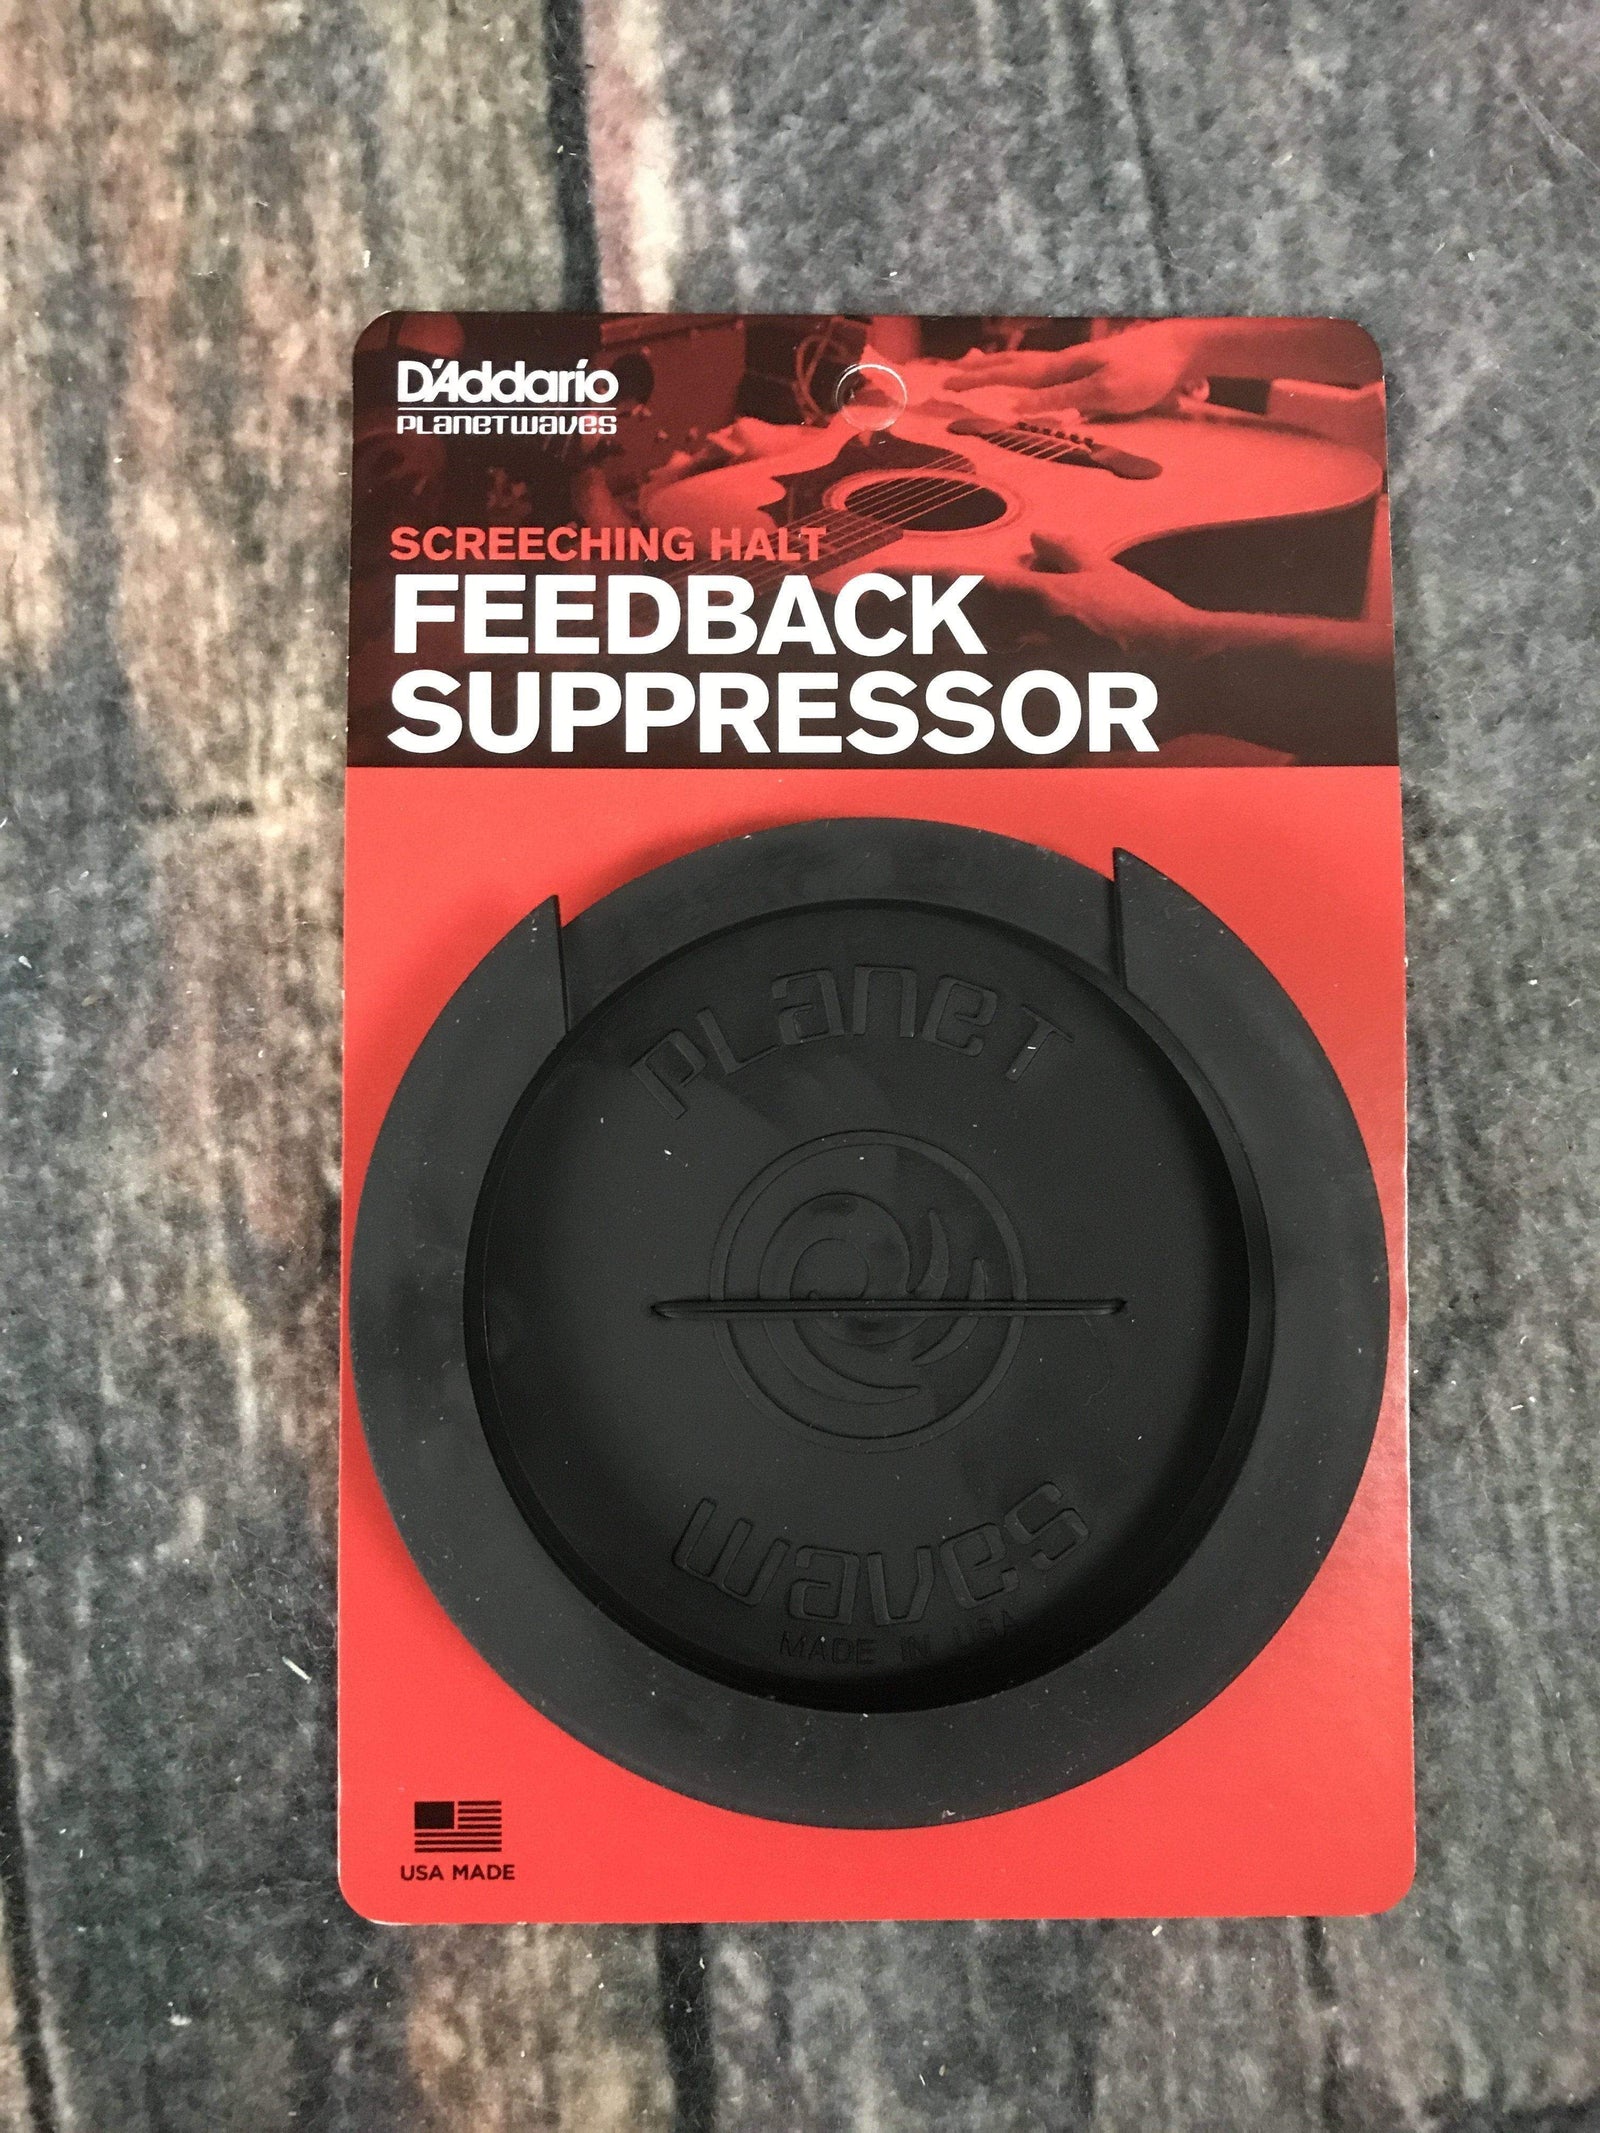 D'Addario
PLANETWAVES
SCREECHING HALT
FEEDBACK
SUPPRESSOR
PLANET
WAVES
MADE IN USA
USA MADE